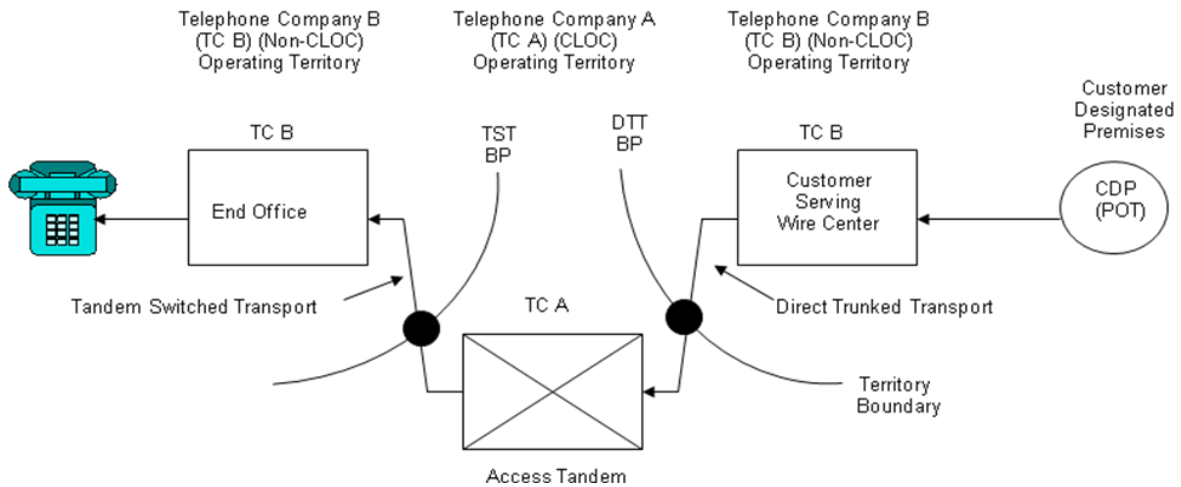 Telephone Company B
(TC B) (Non-CLOC)
Operating Territory
Telephone Company A
(TC A) (CLOC)
Operating Territory
Telephone Company B
(TC B) (Non-CLOC)
Operating Territory
Customer
Designated
Premises
TC B
TST
BP
DTT
BP
TC B
End Office
Customer
Serving
Wire Center
CDP
(POT)
Tandem Switched Transport
TC A
Direct Trunked Transport
Territory
Boundary
Access Tandem